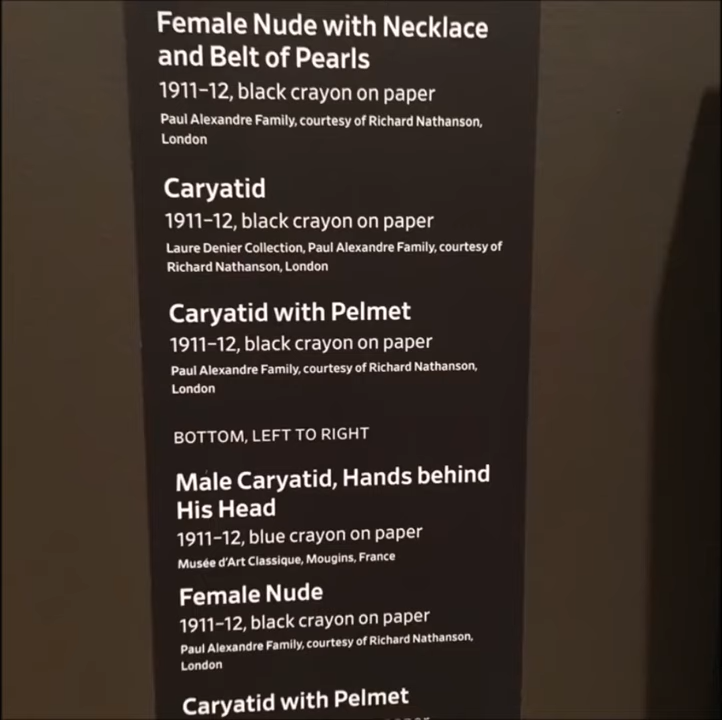 Female Nude with Necklace
and Belt of Pearls
1911–12, black crayon on paper
Paul Alexandre Family, courtesy of Richard Nathanson,
London
Caryatid
1911–12, black crayon on paper
Laure Denier Collection, Paul Alexandre Family, courtesy of
Richard Nathanson, London
Caryatid with Pelmet
1911–12, black crayon on paper
Paul Alexandre Family, courtesy of Richard Nathanson,
London
BOTTOM, LEFT TO RIGHT
Male Caryatid, Hands behind
His Head
1911–12, blue crayon on paper
Musée d'Art Classique, Mougins, France
Female Nude
1911–12, black crayon on paper
Paul Alexandre Family, courtesy of Richard Nathanson,
London
Caryatid with Pelmet